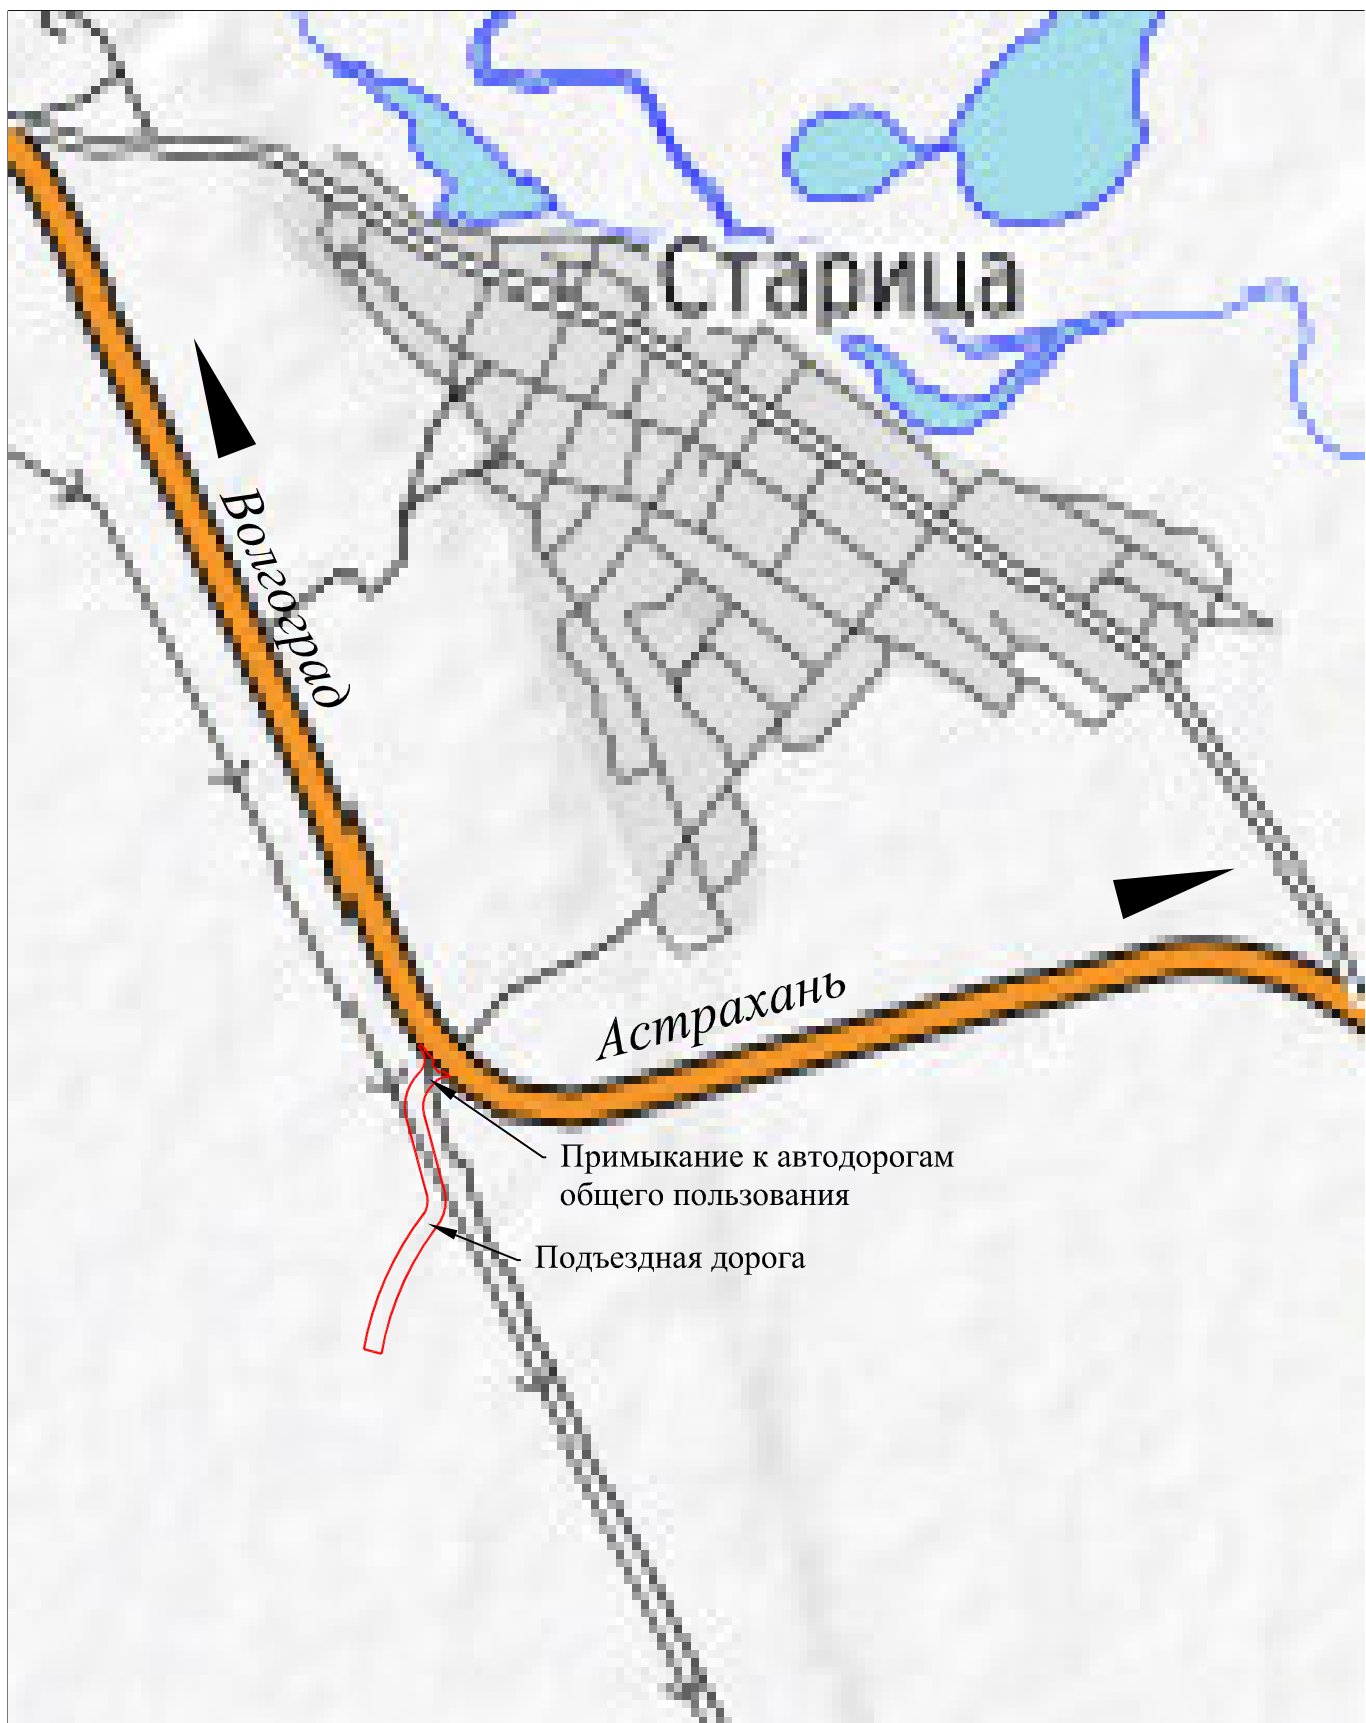 Старица
Волгоград
Астрахань
Примыкание к автодорогам
общего пользования
Подъездная дорога